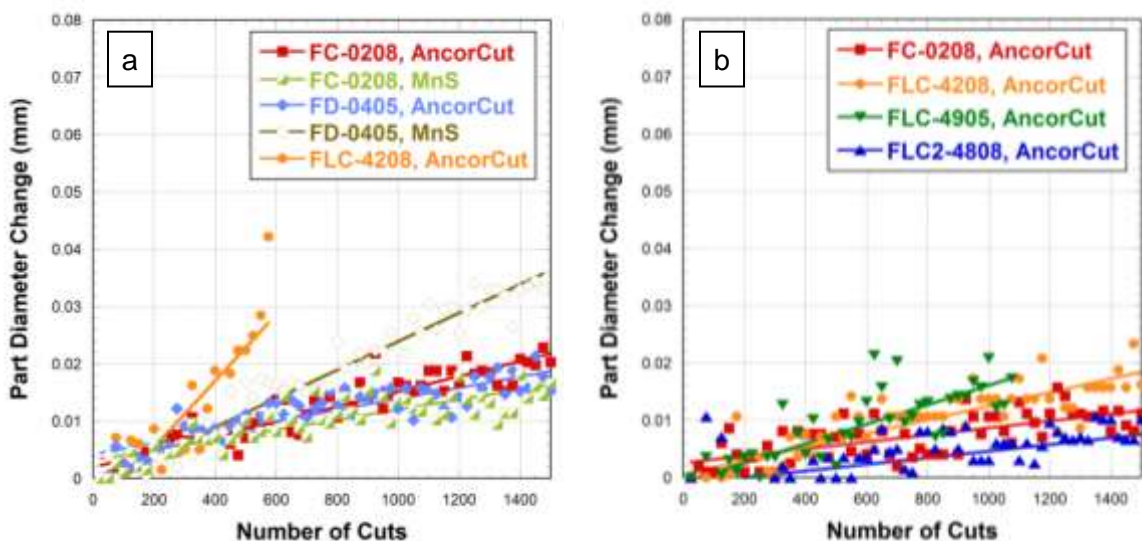 a
FC-0208, AncorCut
FC-0208, MnS
FD-0405, AncorCut
FD-0405, MnS
FLC-4208, AncorCut
Part Diameter Change (mm)
0.08
0.07
0.06
0.05
0.04
0.03
0.02
0.01
0
0 200 400 600 800 1000 1200 1400
Number of Cuts
b
FC-0208, AncorCut
FLC-4208, AncorCut
FLC-4905, AncorCut
FLC2-4808, AncorCut
Part Diameter Change (mm)
0.08
0.07
0.06
0.05
0.04
0.03
0.02
0.01
0
0 200 400 600 800 1000 1200 1400
Number of Cuts